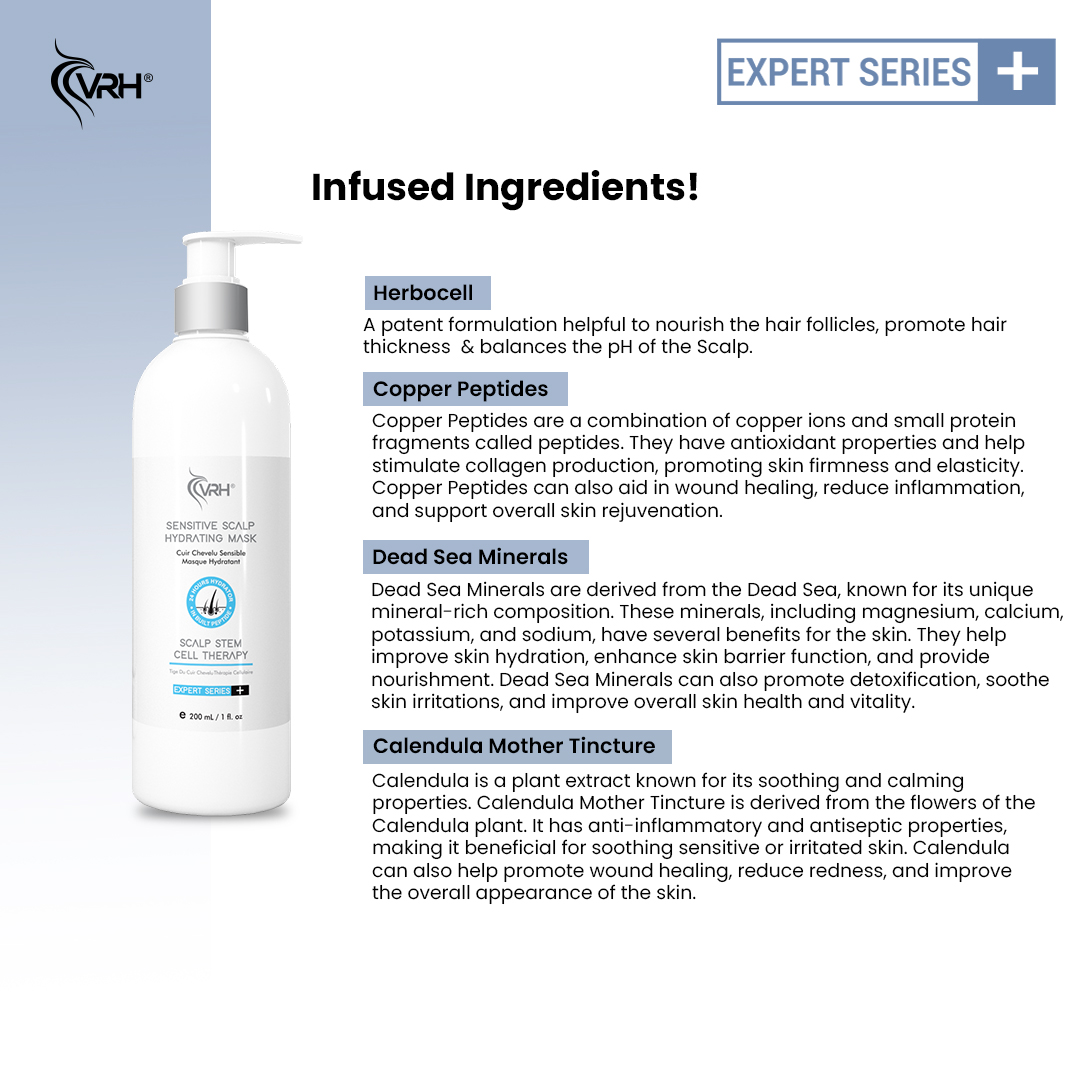 VRH®
EXPERT SERIES +
Infused Ingredients!
Herbocell
A patent formulation helpful to nourish the hair follicles, promote hair
thickness & balances the pH of the Scalp.
Copper Peptides
Copper Peptides are a combination of copper ions and small protein
fragments called peptides. They have antioxidant properties and help
stimulate collagen production, promoting skin firmness and elasticity.
Copper Peptides can also aid in wound healing, reduce inflammation,
and support overall skin rejuvenation.
Dead Sea Minerals
Dead Sea Minerals are derived from the Dead Sea, known for its unique
mineral-rich composition. These minerals, including magnesium, calcium,
potassium, and sodium, have several benefits for the skin. They help
improve skin hydration, enhance skin barrier function, and provide
nourishment. Dead Sea Minerals can also promote detoxification, soothe
skin irritations, and improve overall skin health and vitality.
Calendula Mother Tincture
Calendula is a plant extract known for its soothing and calming
properties. Calendula Mother Tincture is derived from the flowers of the
Calendula plant. It has anti-inflammatory and antiseptic properties,
making it beneficial for soothing sensitive or irritated skin. Calendula
can also help promote wound healing, reduce redness, and improve
the overall appearance of the skin.
VRH®
SENSITIVE SCALP
HYDRATING MASK
Cuir Chevelu Sensible
Masque Hydratant
24 HOURS HYDRATOR
BUILT PEPTIDE
SCALP STEM
CELL THERAPY
Tige Du Cuir Chevelu Thérapie Cellulaire
EXPERT SERIES +
e 200 mL / 1 fl. oz